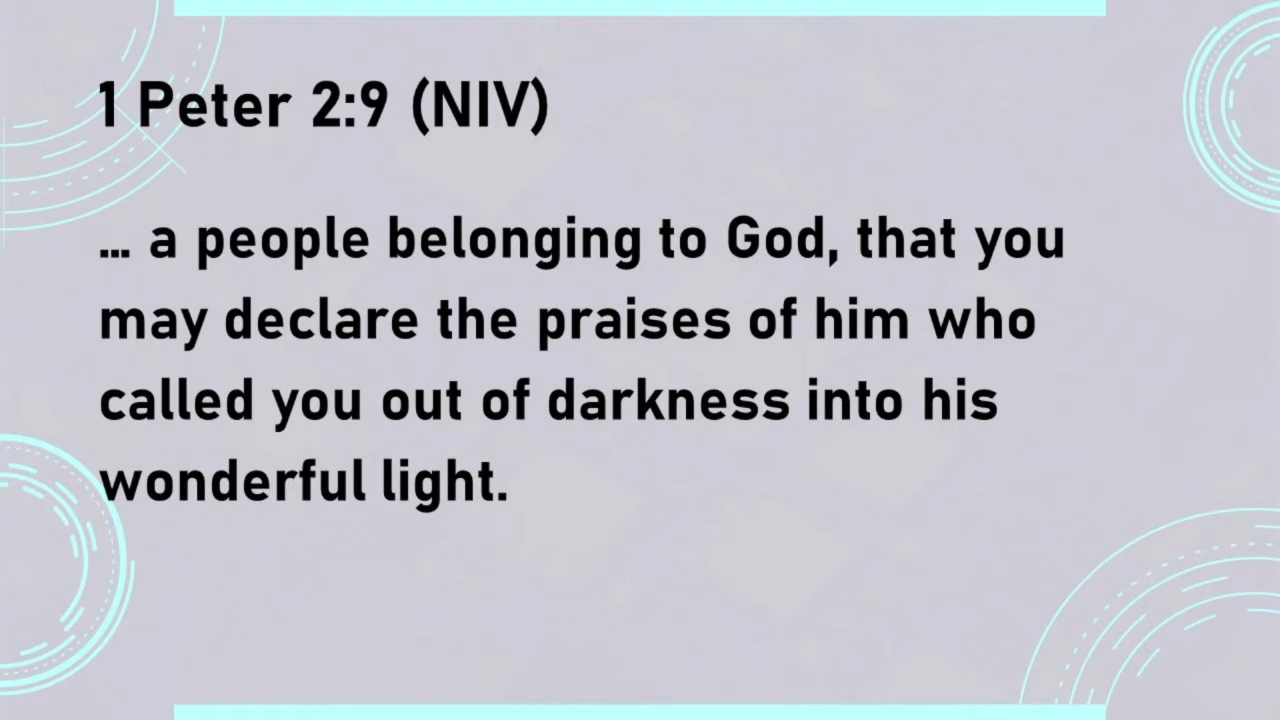 1 Peter 2:9 (NIV)
... a people belonging to God, that you
may declare the praises of him who
called you out of darkness into his
wonderful light.